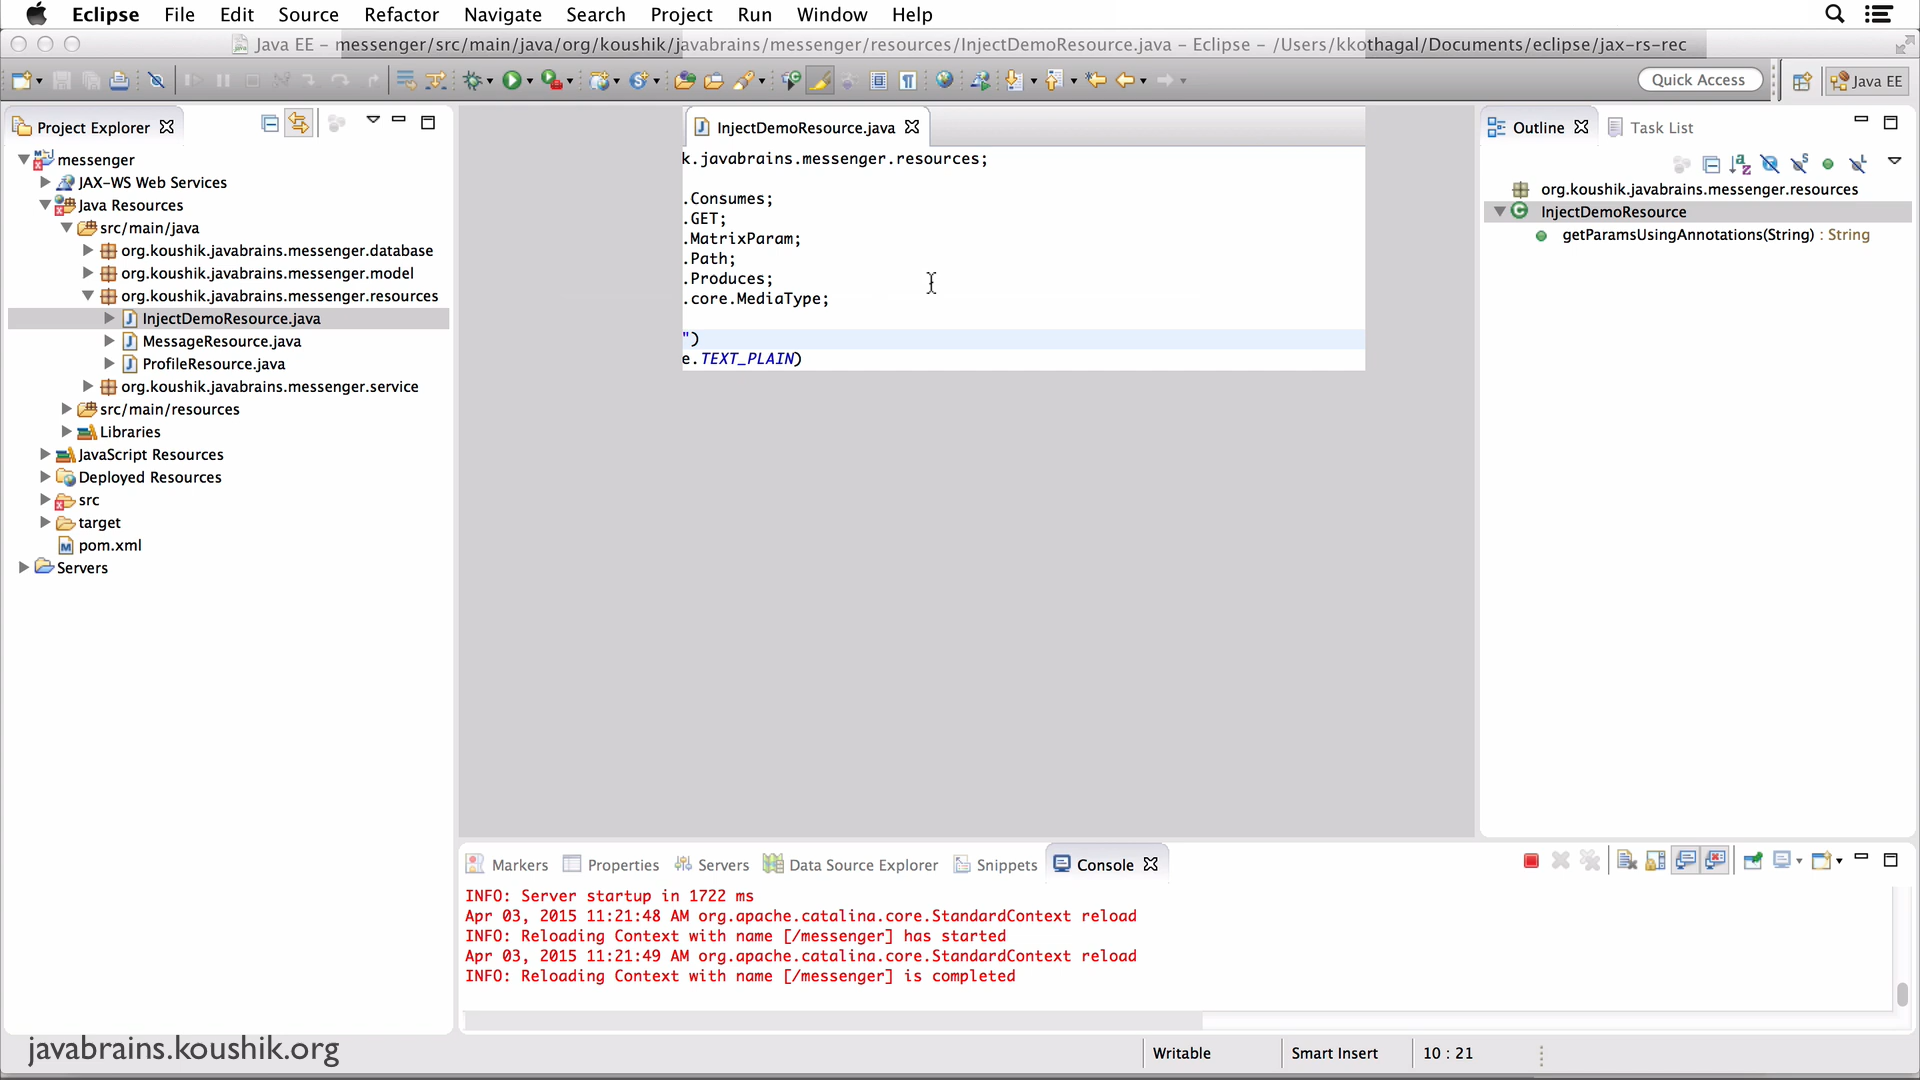 Eclipse File Edit Source Refactor Navigate Search Project Run Window Help
Java EE – messenger/src/main/java/org/koushik/javabrains/messenger/resources/InjectDemoResource.java – Eclipse – /Users/kkothagal/Documents/eclipse/jax-rs-rec
Quick Access
Java EE
Project Explorer
messenger
JAX-WS Web Services
Java Resources
src/main/java
org.koushik.javabrains.messenger.database
org.koushik.javabrains.messenger.model
org.koushik.javabrains.messenger.resources
InjectDemoResource.java
MessageResource.java
ProfileResource.java
org.koushik.javabrains.messenger.service
src/main/resources
Libraries
JavaScript Resources
Deployed Resources
src
target
pom.xml
Servers
InjectDemoResource.java
k.javabrains.messenger.resources;
.Consumes;
.GET;
.MatrixParam;
.Path;
.Produces;
.core.MediaType;
")
e.TEXT_PLAIN)
Outline Task List
org.koushik.javabrains.messenger.resources
InjectDemoResource
getParamsUsingAnnotations(String) : String
Markers Properties Servers Data Source Explorer Snippets Console
INFO: Server startup in 1722 ms
Apr 03, 2015 11:21:48 AM org.apache.catalina.core.StandardContext reload
INFO: Reloading Context with name [/messenger] has started
Apr 03, 2015 11:21:49 AM org.apache.catalina.core.StandardContext reload
INFO: Reloading Context with name [/messenger] is completed
javabrains.koushik.org
Writable Smart Insert 10 : 21